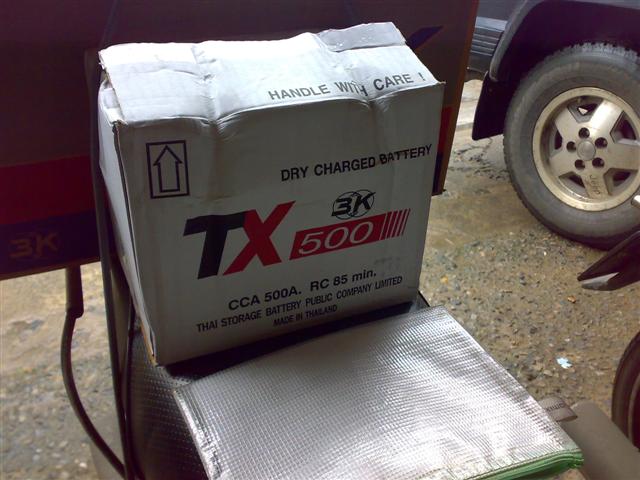 HANDLE WITH CARE !
DRY CHARGED BATTERY
3K
TX 500
CCA 500A. RC 85 min.
THAI STORAGE BATTERY PUBLIC COMPANY LIMITED
MADE IN THAILAND
3K